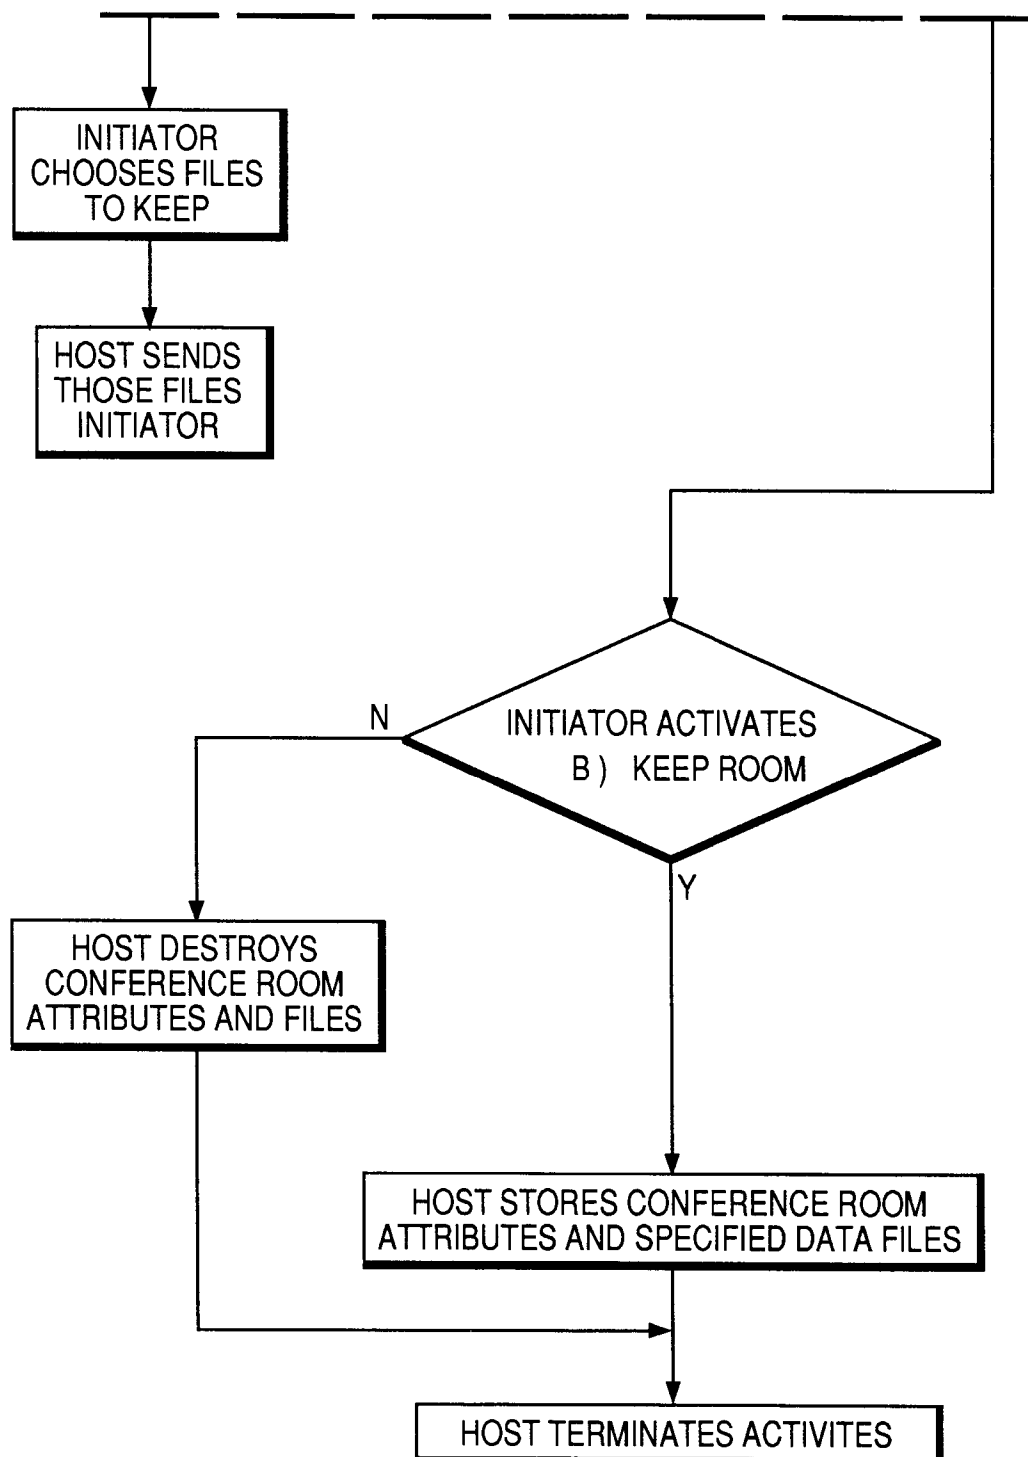 INITIATOR
CHOOSES FILES
TO KEEP
HOST SENDS
THOSE FILES
INITIATOR
INITIATOR ACTIVATES
B ) KEEP ROOM
N
Y
HOST DESTROYS
CONFERENCE ROOM
ATTRIBUTES AND FILES
HOST STORES CONFERENCE ROOM
ATTRIBUTES AND SPECIFIED DATA FILES
HOST TERMINATES ACTIVITES